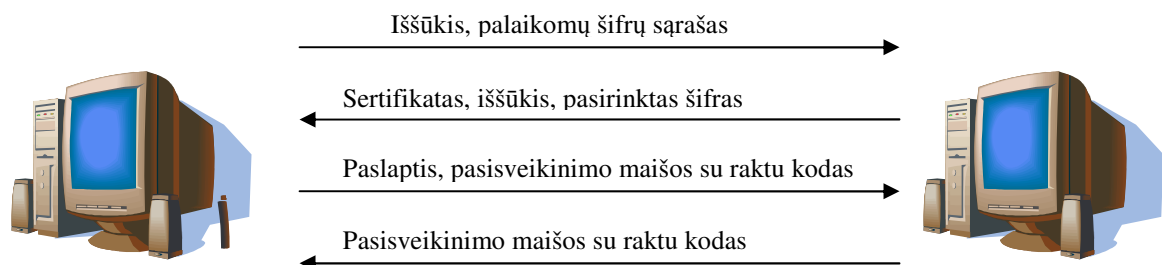 Iššūkis, palaikomų šifrų sąrašas
Sertifikatas, iššūkis, pasirinktas šifras
Paslaptis, pasisveikinimo maišos su raktu kodas
Pasisveikinimo maišos su raktu kodas